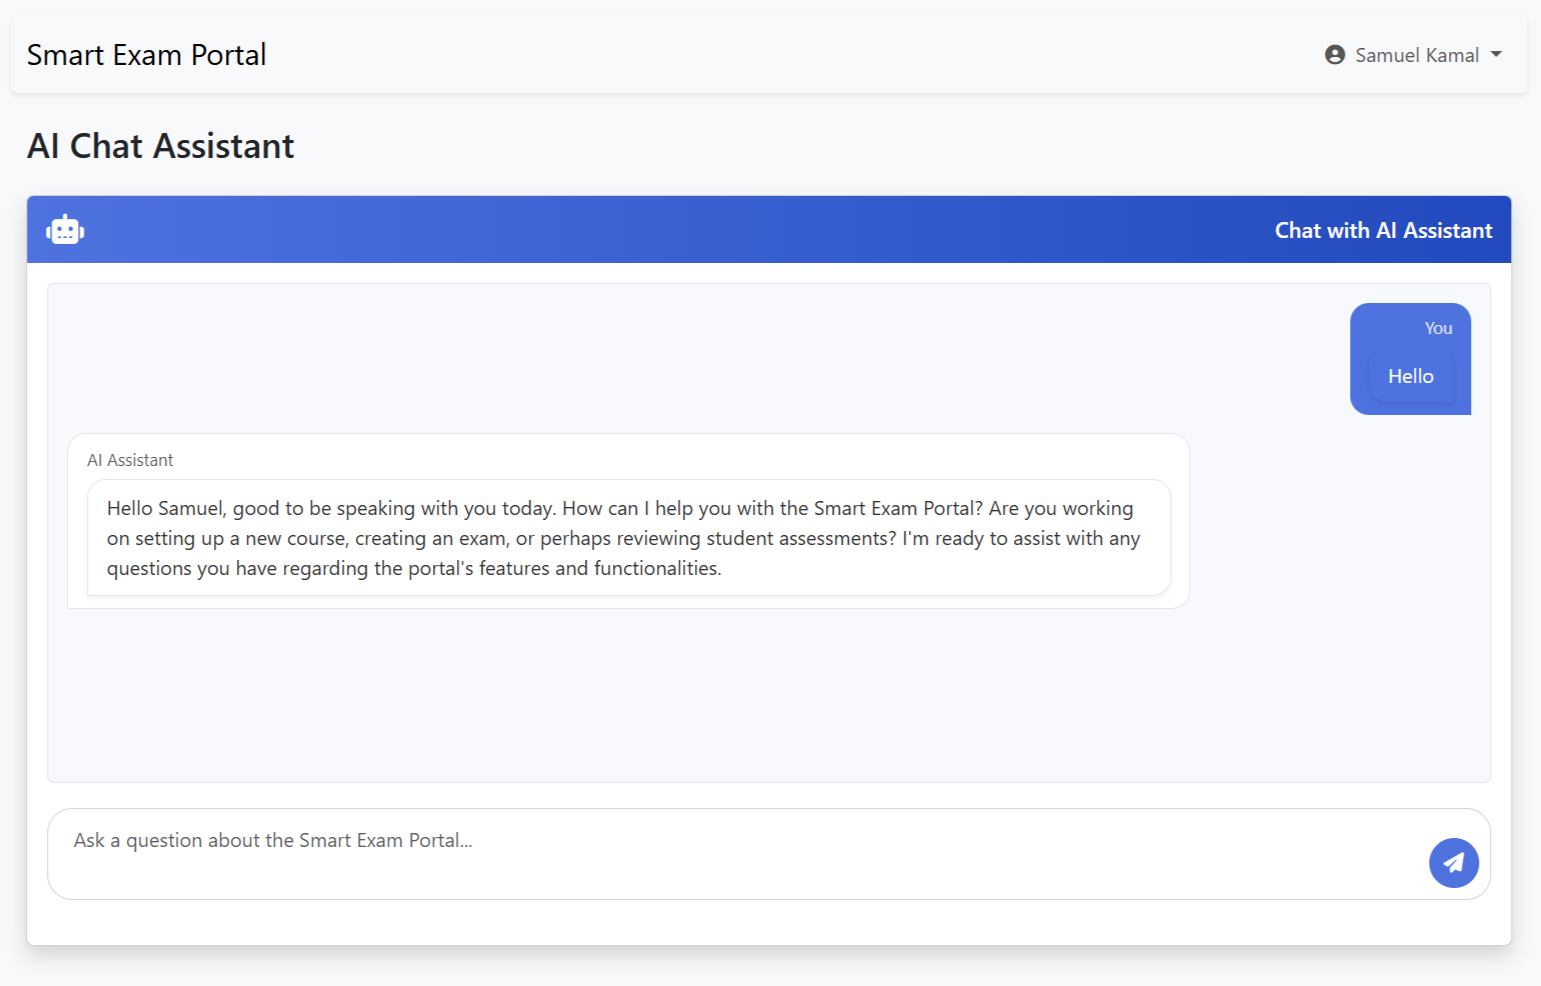 Smart Exam Portal
Samuel Kamal
AI Chat Assistant
Chat with AI Assistant
You
Hello
AI Assistant
Hello Samuel, good to be speaking with you today. How can I help you with the Smart Exam Portal? Are you working
on setting up a new course, creating an exam, or perhaps reviewing student assessments? I'm ready to assist with any
questions you have regarding the portal's features and functionalities.
Ask a question about the Smart Exam Portal...